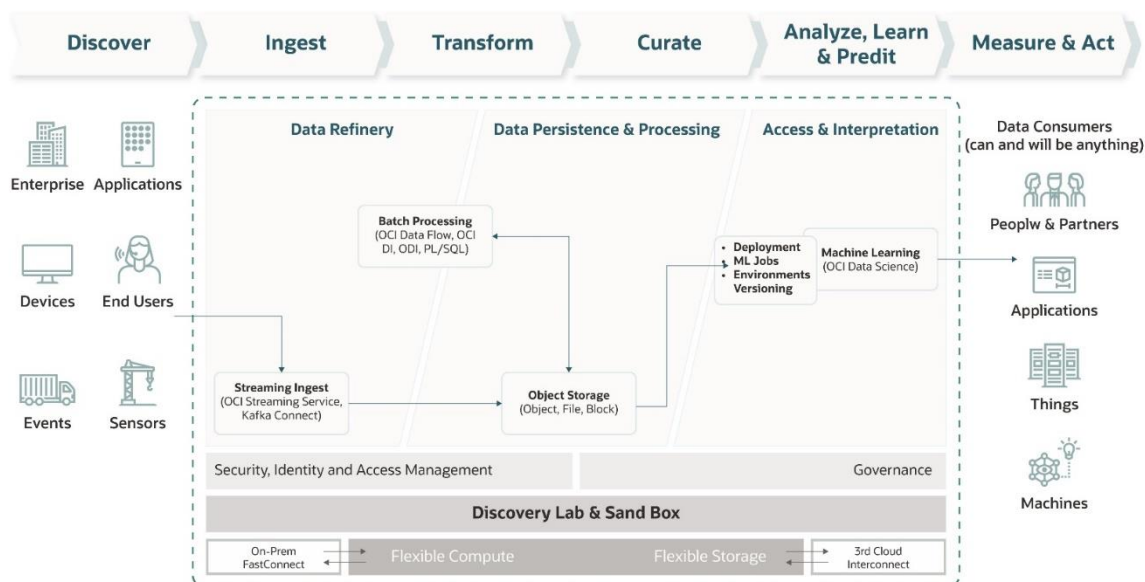 Discover
Ingest
Transform
Curate
Analyze, Learn
& Predit
Measure & Act
Data Refinery
Data Persistence & Processing
Access & Interpretation
Enterprise
Applications
Devices
End Users
Events
Sensors
Batch Processing
(OCI Data Flow, OCI
DI, ODI, PL/SQL)
Streaming Ingest
(OCI Streaming Service,
Kafka Connect)
Object Storage
(Object, File, Block)
• Deployment
• ML Jobs
• Environments
Versioning
Machine Learning
(OCI Data Science)
Data Consumers
(can and will be anything)
Peoplw & Partners
Applications
Things
Machines
Security, Identity and Access Management
Governance
Discovery Lab & Sand Box
On-Prem
FastConnect
Flexible Compute
Flexible Storage
3rd Cloud
Interconnect